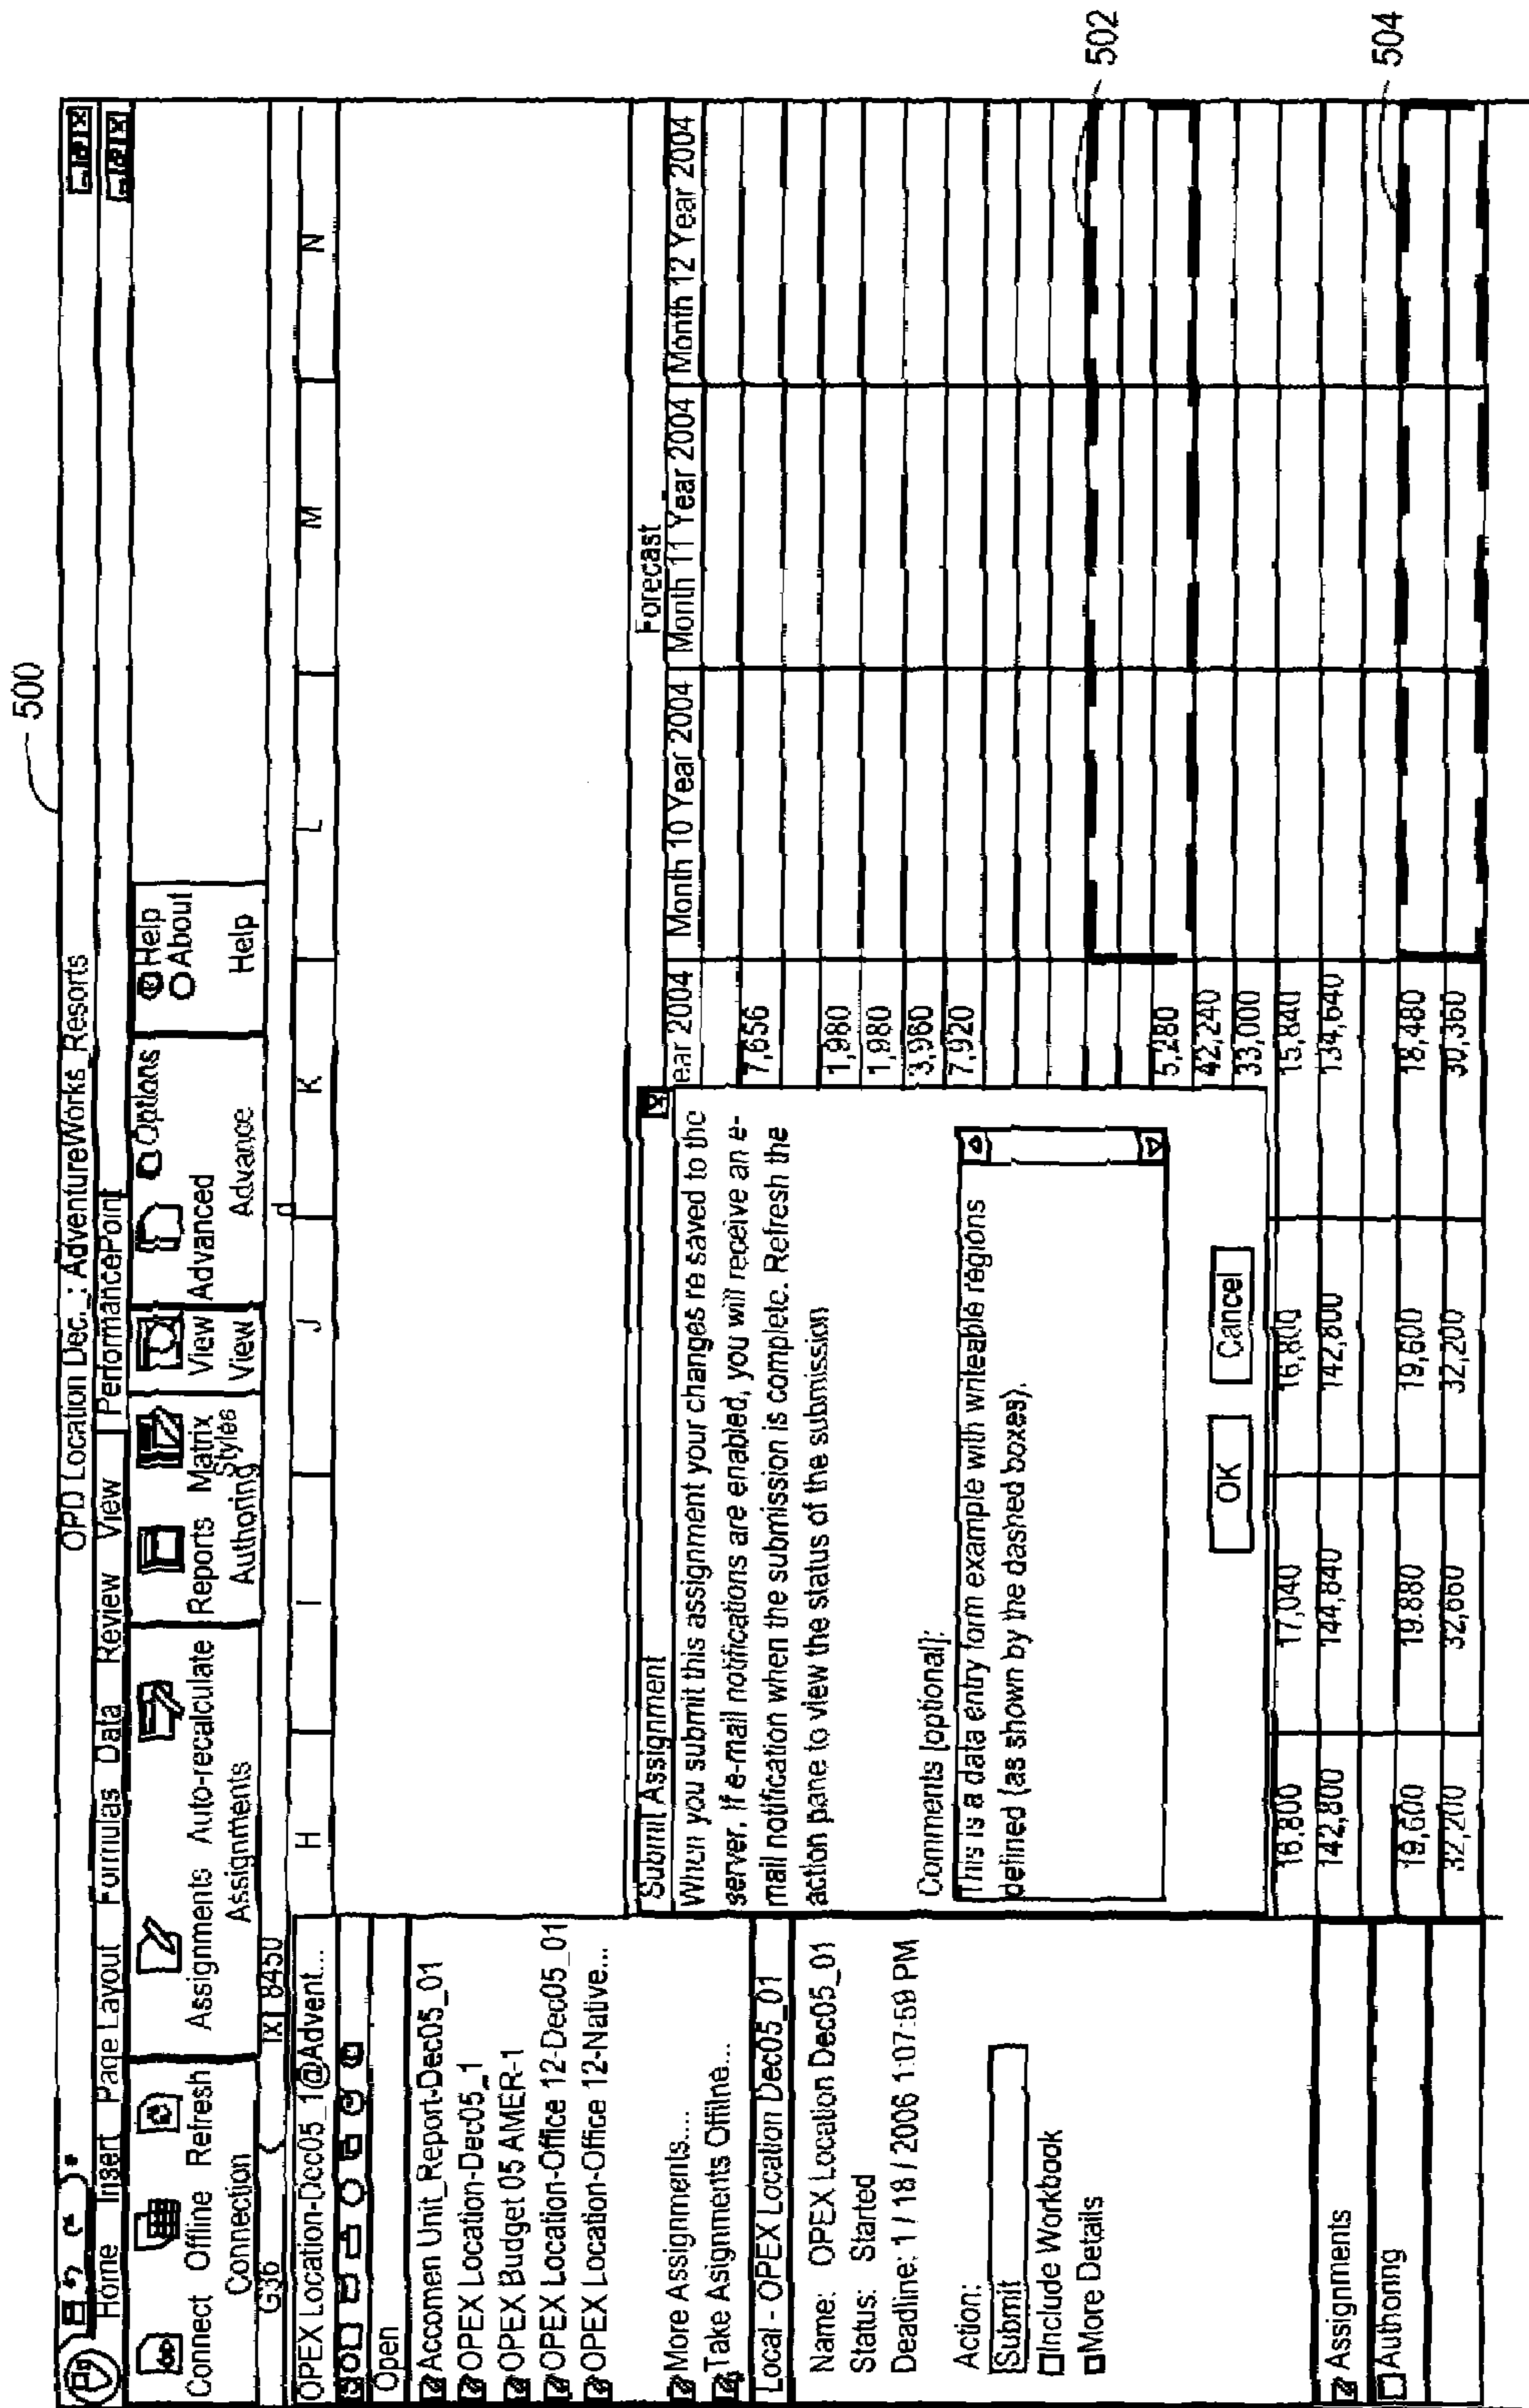 500
OPD Location Dec._: AdventureWorks_Resorts
Home Insert Page Layout Formulas Data Review View PerformancePoint
Connect Offline Refresh
Connection
Assignments Auto-recalculate
Assignments
Reports Matrix Styles
Authoring
View
View
Advanced Options
Advance
Help
About
Help
G36 8450
OPEX Location-Dec05_1@Advent...
H I J K L M N
Open
Accomen Unit_Report-Dec05_01
OPEX Location-Dec05_1
OPEX Budget 05 AMER-1
OPEX Location-Office 12-Dec05_01
OPEX Location-Office 12-Native...
More Assignments....
Take Asignments Offline...
Local - OPEX Location Dec05_01
Name: OPEX Location Dec05_01
Status: Started
Deadline: 1 / 18 / 2006 1:07:59 PM
Action:
Submit
Include Workbook
More Details
Assignments
Authoring
Submit Assignment
When you submit this assignment your changes re saved to the
server. If e-mail notifications are enabled, you will receive an e-
mail notification when the submission is complete. Refresh the
action pane to view the status of the submission
Comments [optional]:
This is a data entry form example with writeable regions
defined (as shown by the dashed boxes).
OK Cancel
Forecast
ear 2004 Month 10 Year 2004 Month 11 Year 2004 Month 12 Year 2004
7,656
1,980
1,980
3,960
7,920
5,280
42,240
33,000
16,800 17,040 16,800 15,840
142,800 144,840 142,800 134,640
19,600 19,880 19,600 18,480
32,200 32,660 32,200 30,360
502
504